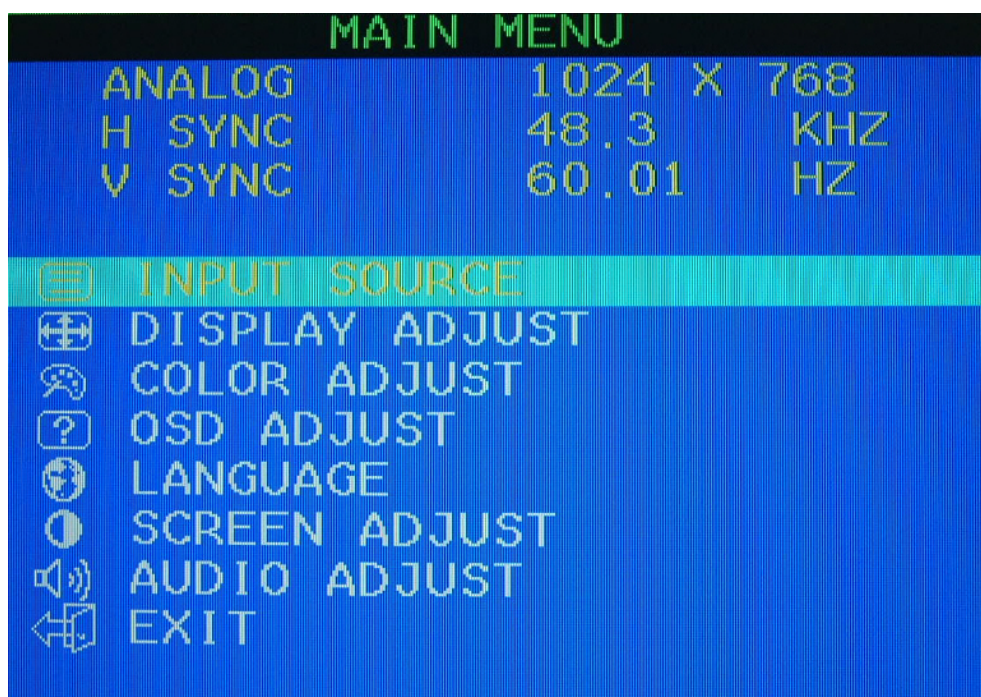 MAIN MENU
ANALOG 1024 X 768
H SYNC 48.3 KHZ
V SYNC 60.01 HZ
INPUT SOURCE
DISPLAY ADJUST
COLOR ADJUST
? OSD ADJUST
LANGUAGE
SCREEN ADJUST
AUDIO ADJUST
EXIT